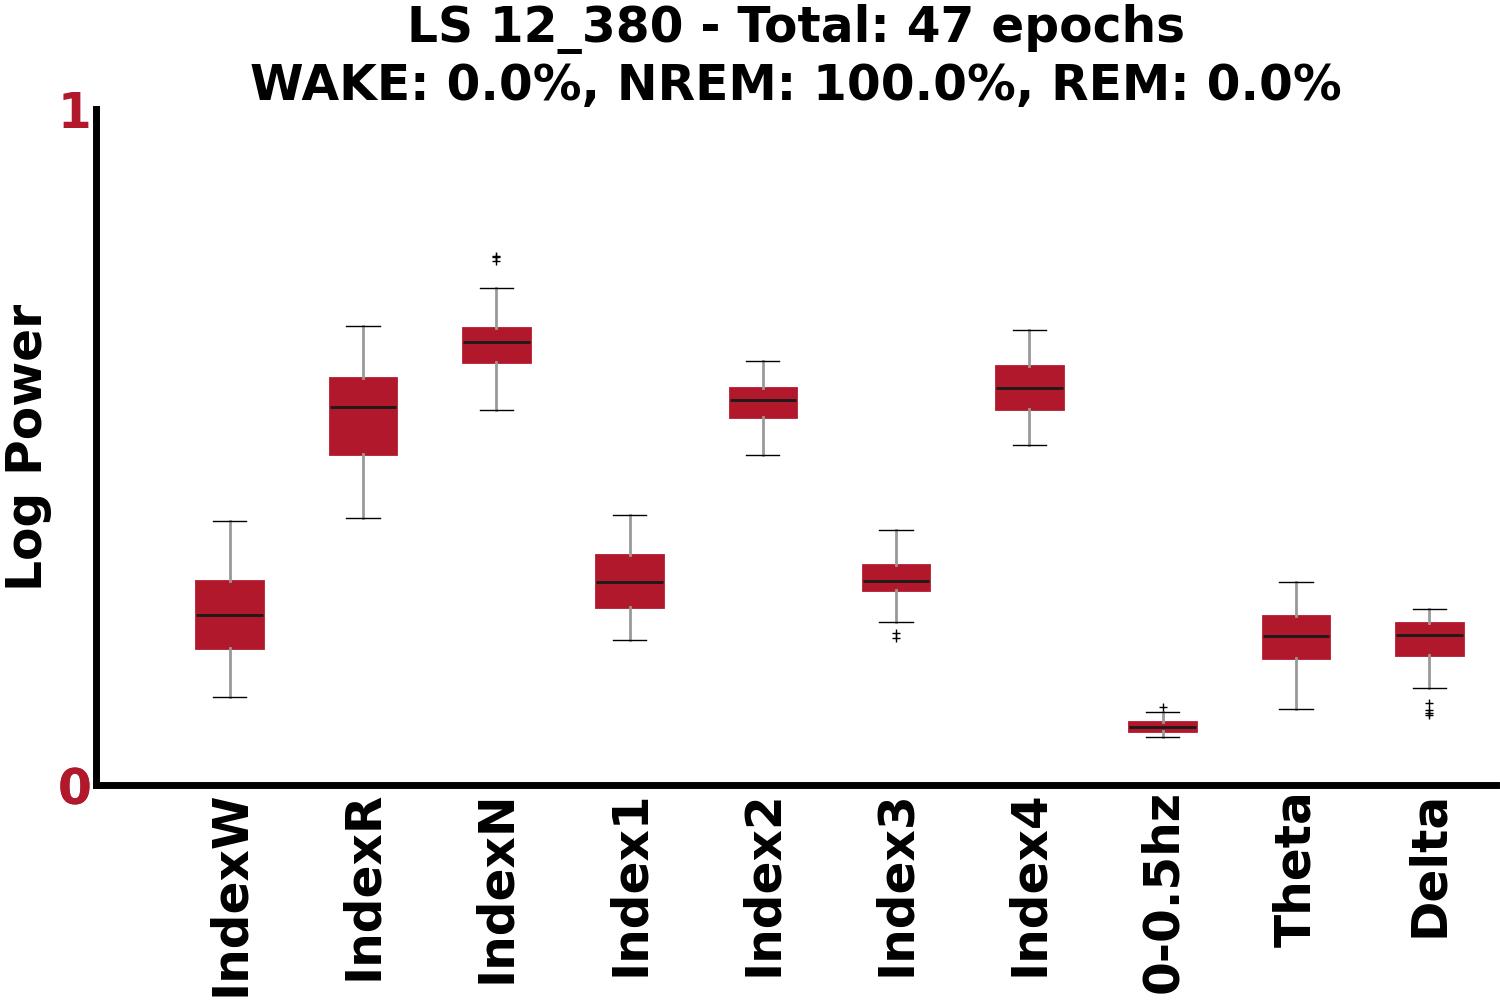 LS 12_380 - Total: 47 epochs
WAKE: 0.0%, NREM: 100.0%, REM: 0.0%
1
Log Power
0
IndexW
IndexR
IndexN
Index1
Index2
Index3
Index4
0-0.5hz
Theta
Delta